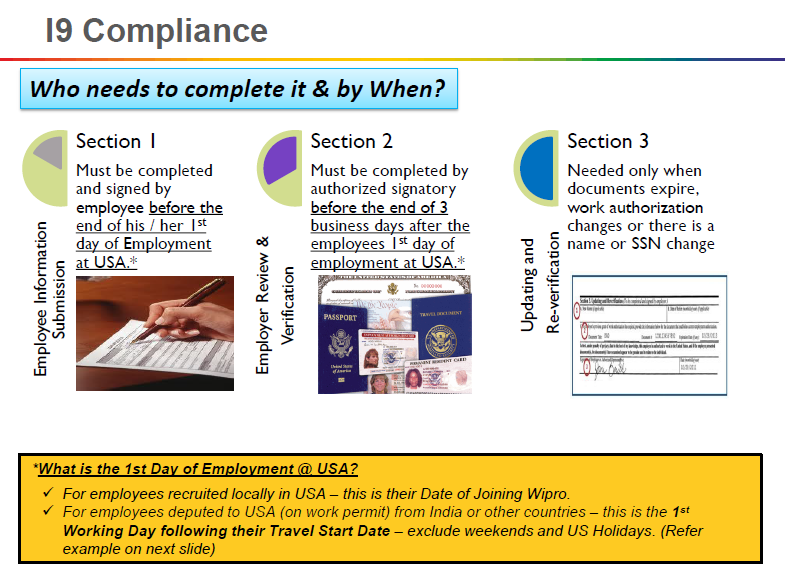 I9 Compliance
Who needs to complete it & by When?
Section 1
Must be completed
and signed by
employee before the
end of his / her 1st
day of Employment
at USA.*
Employee Information
Submission
Section 2
Must be completed by
authorized signatory
before the end of 3
business days after the
employees 1st day of
employment at USA.*
Employer Review &
Verification
PASSPORT
United States
of America
TRAVEL DOCUMENT
PERMANENT RESIDENT CARD
Section 3
Needed only when
documents expire,
work authorization
changes or there is a
name or SSN change
Updating and
Re-verification
*What is the 1st Day of Employment @ USA?
✓ For employees recruited locally in USA – this is their Date of Joining Wipro.
✓ For employees deputed to USA (on work permit) from India or other countries – this is the 1st
Working Day following their Travel Start Date – exclude weekends and US Holidays. (Refer
example on next slide)